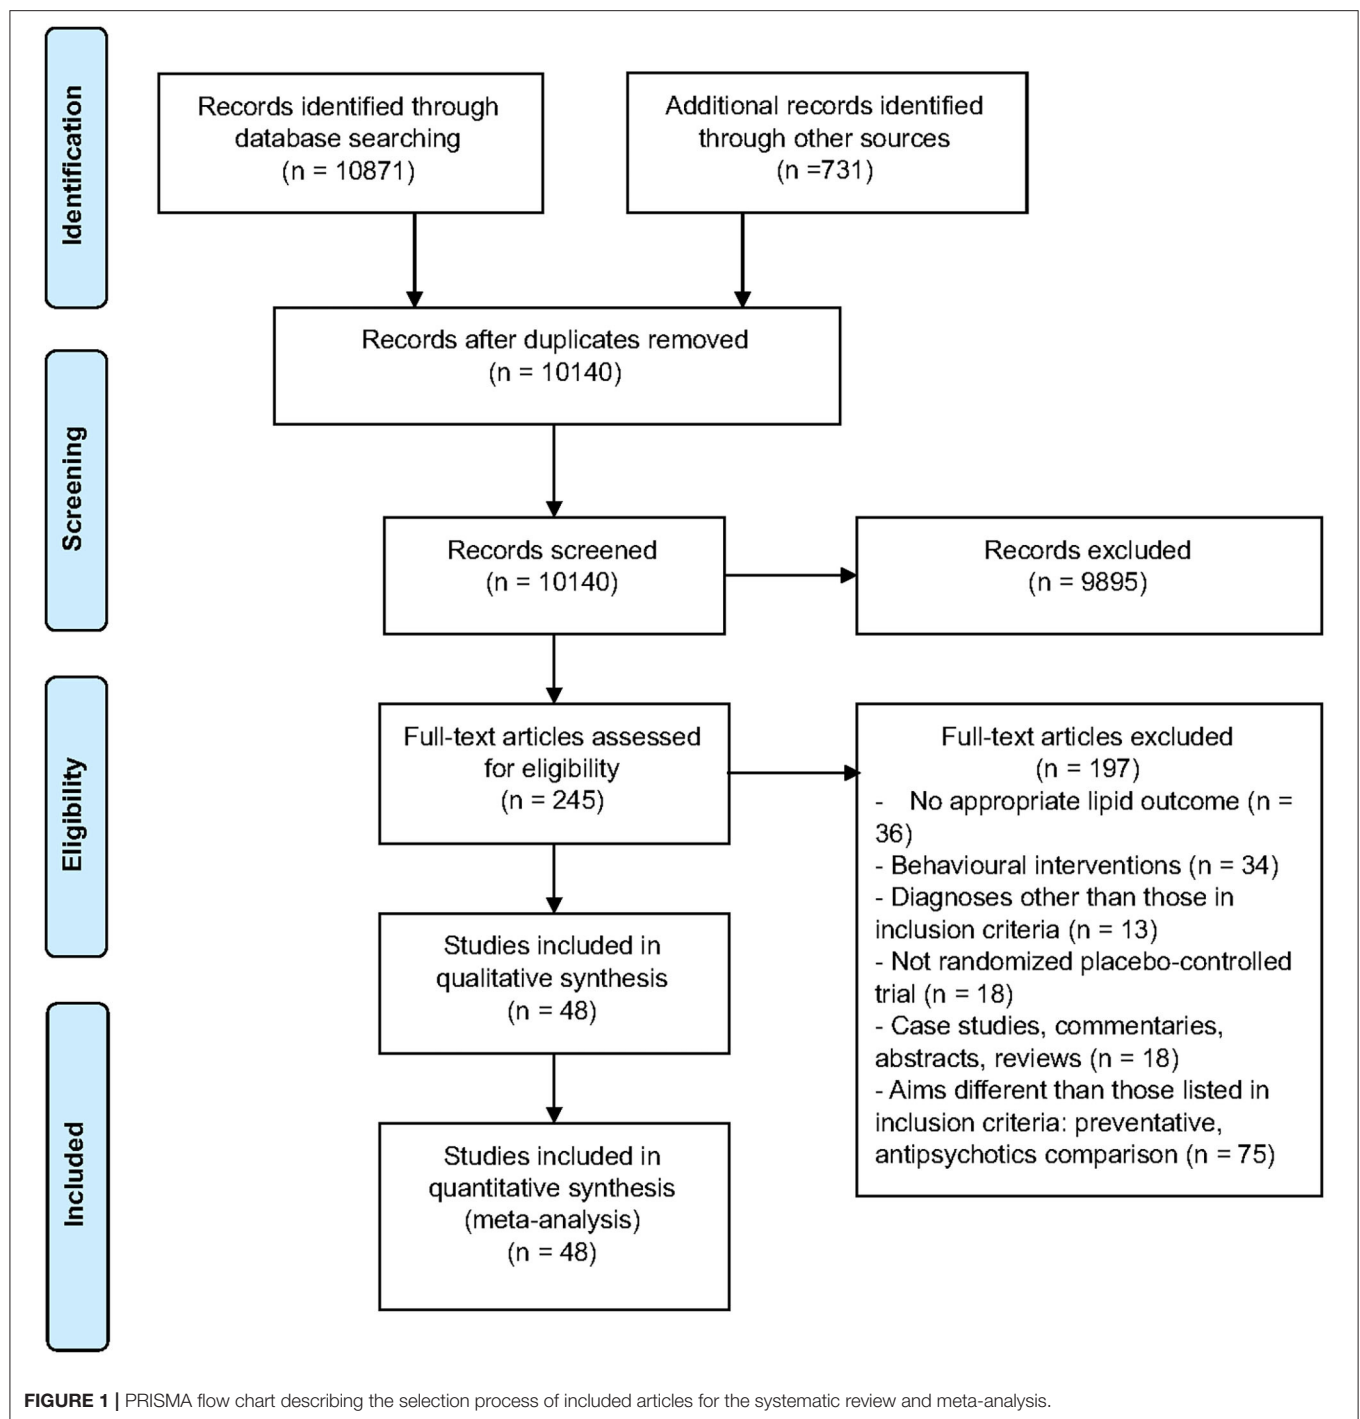 Identification
Records identified through
database searching
(n = 10871)
Additional records identified
through other sources
(n =731)
Records after duplicates removed
(n = 10140)
Screening
Records screened
(n = 10140)
Records excluded
(n = 9895)
Eligibility
Full-text articles assessed
for eligibility
(n = 245)
Full-text articles excluded
(n = 197)
- No appropriate lipid outcome (n =
36)
- Behavioural interventions (n = 34)
- Diagnoses other than those in
inclusion criteria (n = 13)
- Not randomized placebo-controlled
trial (n = 18)
- Case studies, commentaries,
abstracts, reviews (n = 18)
- Aims different than those listed in
inclusion criteria: preventative,
antipsychotics comparison (n = 75)
Studies included in
qualitative synthesis
(n = 48)
Included
Studies included in
quantitative synthesis
(meta-analysis)
(n = 48)
FIGURE 1 | PRISMA flow chart describing the selection process of included articles for the systematic review and meta-analysis.